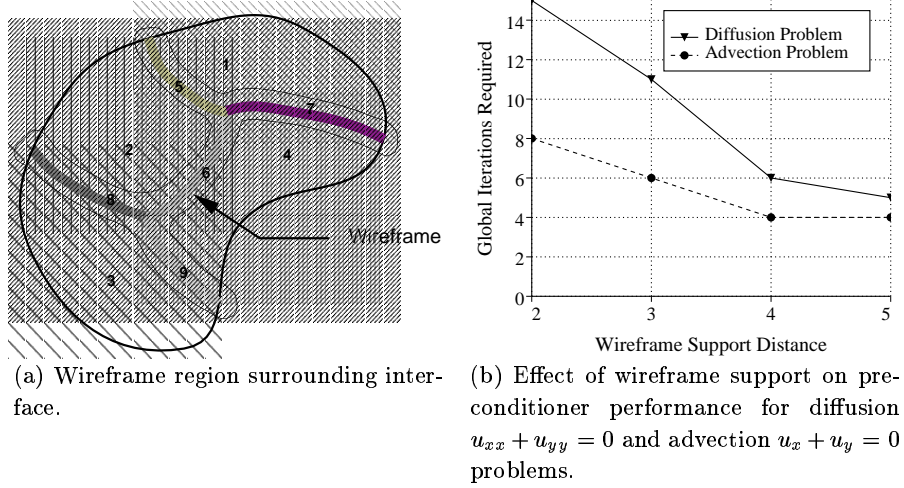 1
5
7
2
4
6
8
Wireframe
9
3
14
12
10
8
6
4
2
0
2 3 4 5
Global Iterations Required
Diffusion Problem
Advection Problem
Wireframe Support Distance
(a) Wireframe region surrounding inter-
face.
(b) Effect of wireframe support on pre-
conditioner performance for diffusion
u_{xx} + u_{yy} = 0 and advection u_x + u_y = 0
problems.